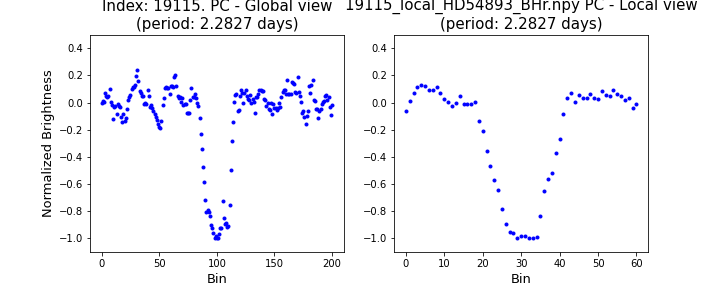 Index: 19115. PC - Global view
(period: 2.2827 days)
19115_local_HD54893_BHr.npy PC - Local view
(period: 2.2827 days)
Normalized Brightness
0.4
0.2
0.0
−0.2
−0.4
−0.6
−0.8
−1.0
0 50 100 150 200
Bin
0.4
0.2
0.0
−0.2
−0.4
−0.6
−0.8
−1.0
0 10 20 30 40 50 60
Bin